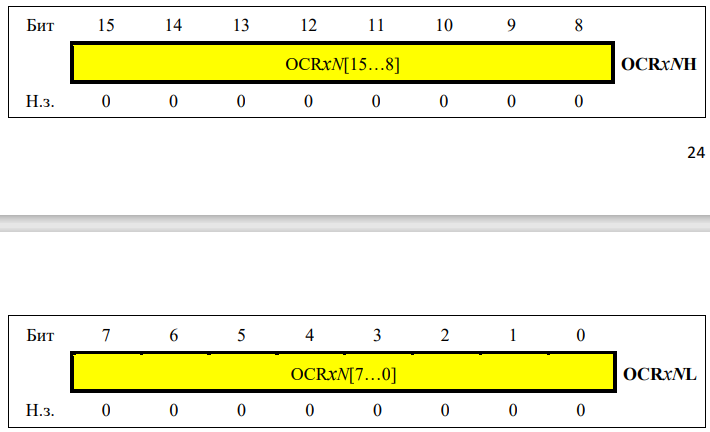 Бит 15 14 13 12 11 10 9 8
OCRxN[15…8] OCRxNH
Н.з. 0 0 0 0 0 0 0 0
24
Бит 7 6 5 4 3 2 1 0
OCRxN[7…0] OCRxNL
Н.з. 0 0 0 0 0 0 0 0